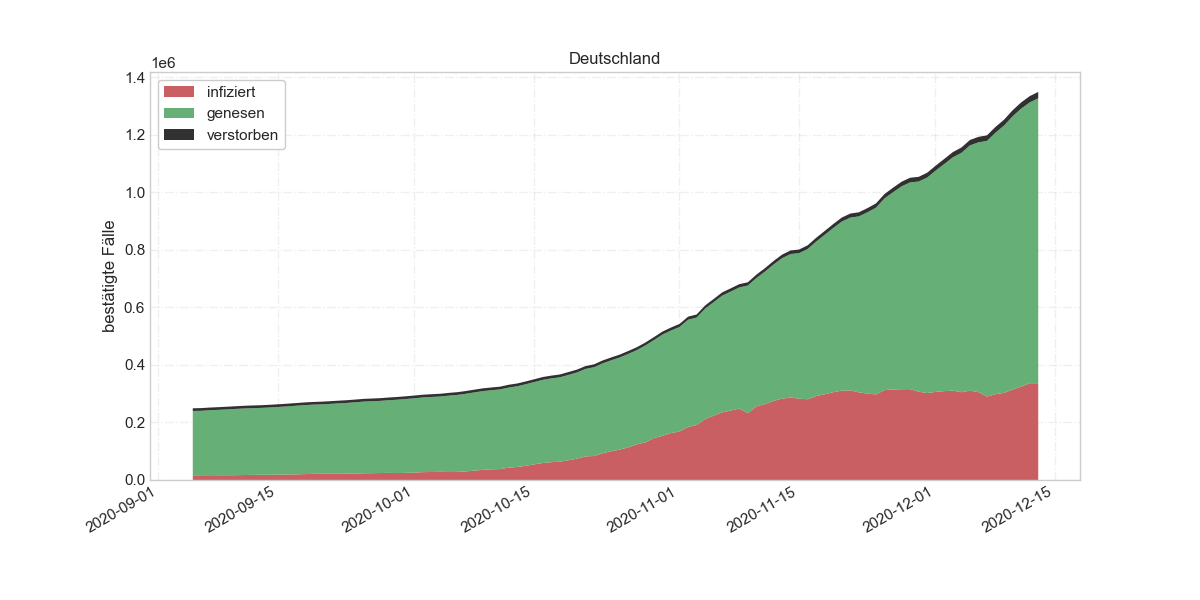 Deutschland
1e6
1.4
1.2
1.0
0.8
0.6
0.4
0.2
0.0
bestätigte Fälle
infiziert
genesen
verstorben
2020-09-01
2020-09-15
2020-10-01
2020-10-15
2020-11-01
2020-11-15
2020-12-01
2020-12-15